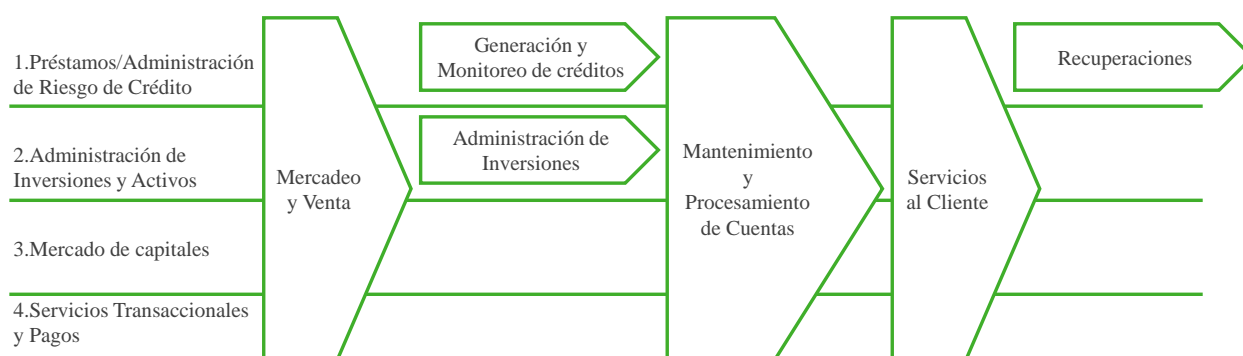 1.Préstamos/Administración
de Riesgo de Crédito
2.Administración de
Inversiones y Activos
3.Mercado de capitales
4.Servicios Transaccionales
y Pagos
Mercadeo
y Venta
Generación y
Monitoreo de créditos
Administración de
Inversiones
Mantenimiento
y
Procesamiento
de Cuentas
Servicios
al Cliente
Recuperaciones